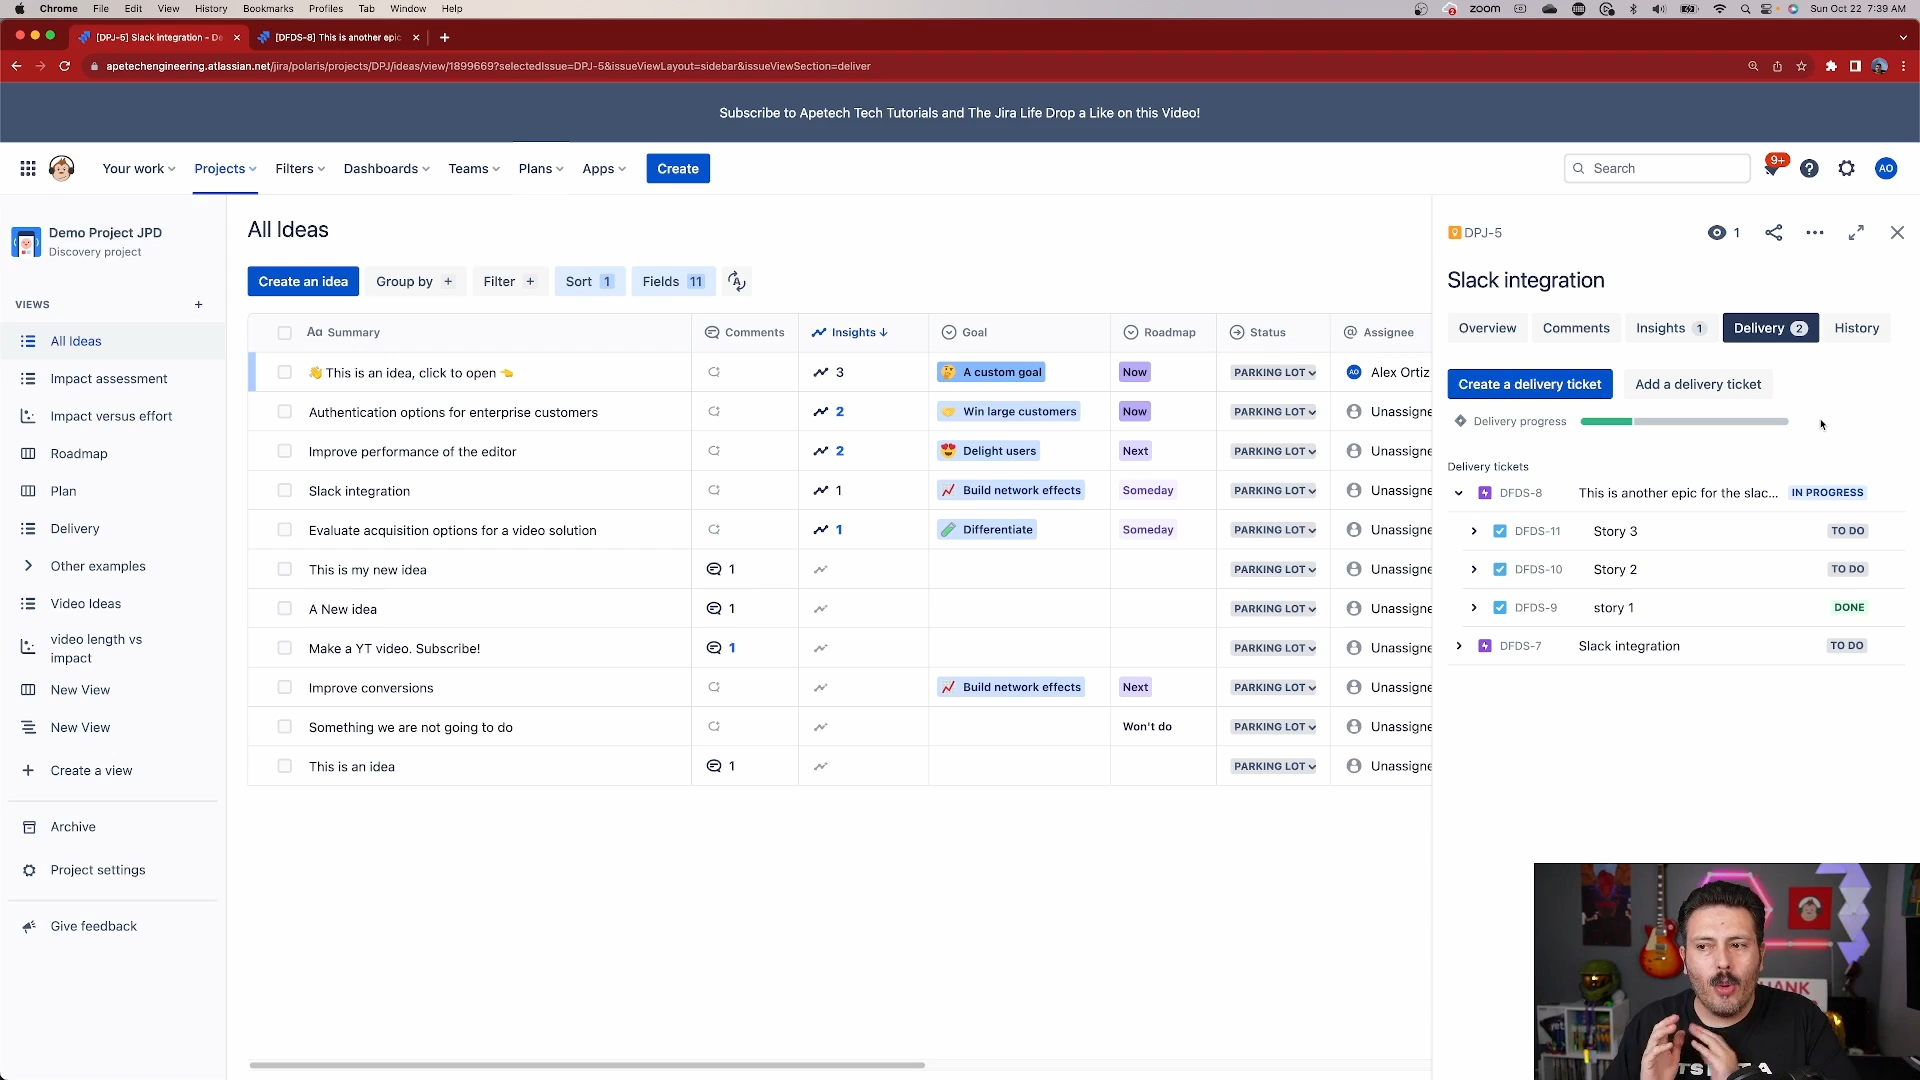 Chrome File Edit View History Bookmarks Profiles Tab Window Help
2 zoom Sun Oct 22 7:39 AM
[DPJ-5] Slack integration - De
[DFDS-8] This is another epic
apetechengineering.atlassian.net/jira/polaris/projects/DPJ/ideas/view/1899669?selectedIssue=DPJ-5&issueViewLayout=sidebar&issueViewSection=deliver
Subscribe to Apetech Tech Tutorials and The Jira Life Drop a Like on this Video!
Your work Projects Filters Dashboards Teams Plans Apps Create
Search 9+ AO
Demo Project JPD
Discovery project
VIEWS
All Ideas
Impact assessment
Impact versus effort
Roadmap
Plan
Delivery
Other examples
Video Ideas
video length vs
impact
New View
New View
Create a view
Archive
Project settings
Give feedback
All Ideas
Create an idea Group by Filter Sort 1 Fields 11
Aa Summary Comments Insights Goal Roadmap Status Assignee
👋 This is an idea, click to open 👈 3 🤔 A custom goal Now PARKING LOT AO Alex Ortiz
Authentication options for enterprise customers 2 🤝 Win large customers Now PARKING LOT Unassigne
Improve performance of the editor 2 😍 Delight users Next PARKING LOT Unassigne
Slack integration 1 📈 Build network effects Someday PARKING LOT Unassigne
Evaluate acquisition options for a video solution 1 🧪 Differentiate Someday PARKING LOT Unassigne
This is my new idea 1 PARKING LOT Unassigne
A New idea 1 PARKING LOT Unassigne
Make a YT video. Subscribe! 1 PARKING LOT Unassigne
Improve conversions 📈 Build network effects Next PARKING LOT Unassigne
Something we are not going to do Won't do PARKING LOT Unassigne
This is an idea 1 PARKING LOT Unassigne
DPJ-5 1
Slack integration
Overview Comments Insights 1 Delivery 2 History
Create a delivery ticket Add a delivery ticket
Delivery progress
Delivery tickets
DFDS-8 This is another epic for the slac... IN PROGRESS
DFDS-11 Story 3 TO DO
DFDS-10 Story 2 TO DO
DFDS-9 story 1 DONE
DFDS-7 Slack integration TO DO